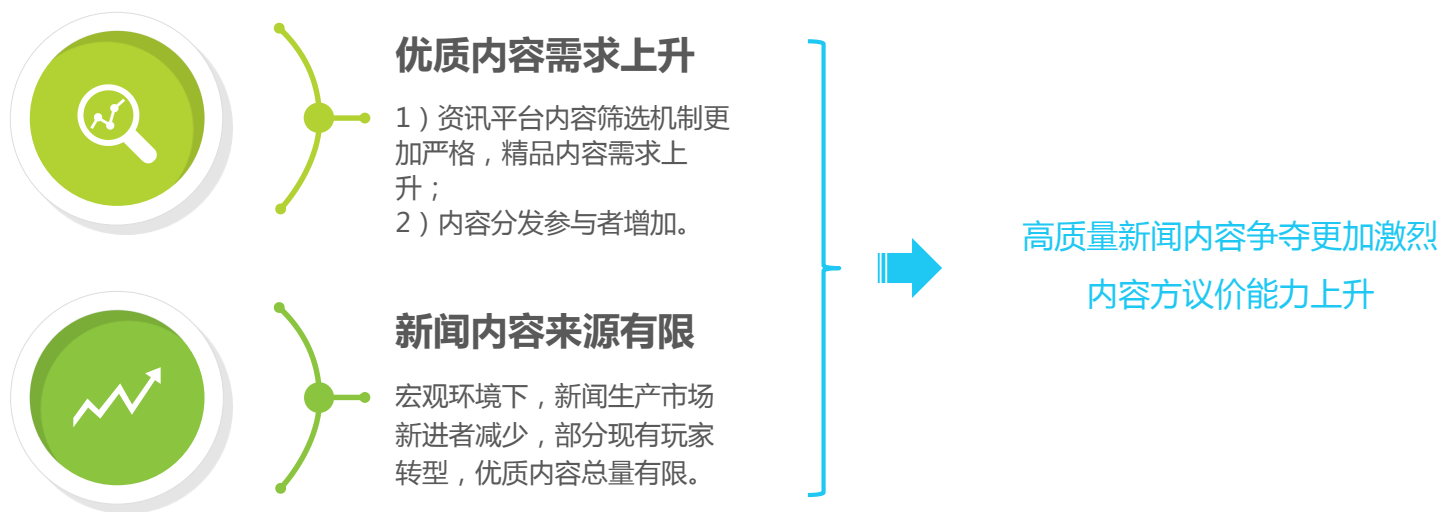 优质内容需求上升
1）资讯平台内容筛选机制更
加严格，精品内容需求上
升；
2）内容分发参与者增加。
新闻内容来源有限
宏观环境下，新闻生产市场
新进者减少，部分现有玩家
转型，优质内容总量有限。
高质量新闻内容争夺更加激烈
内容方议价能力上升